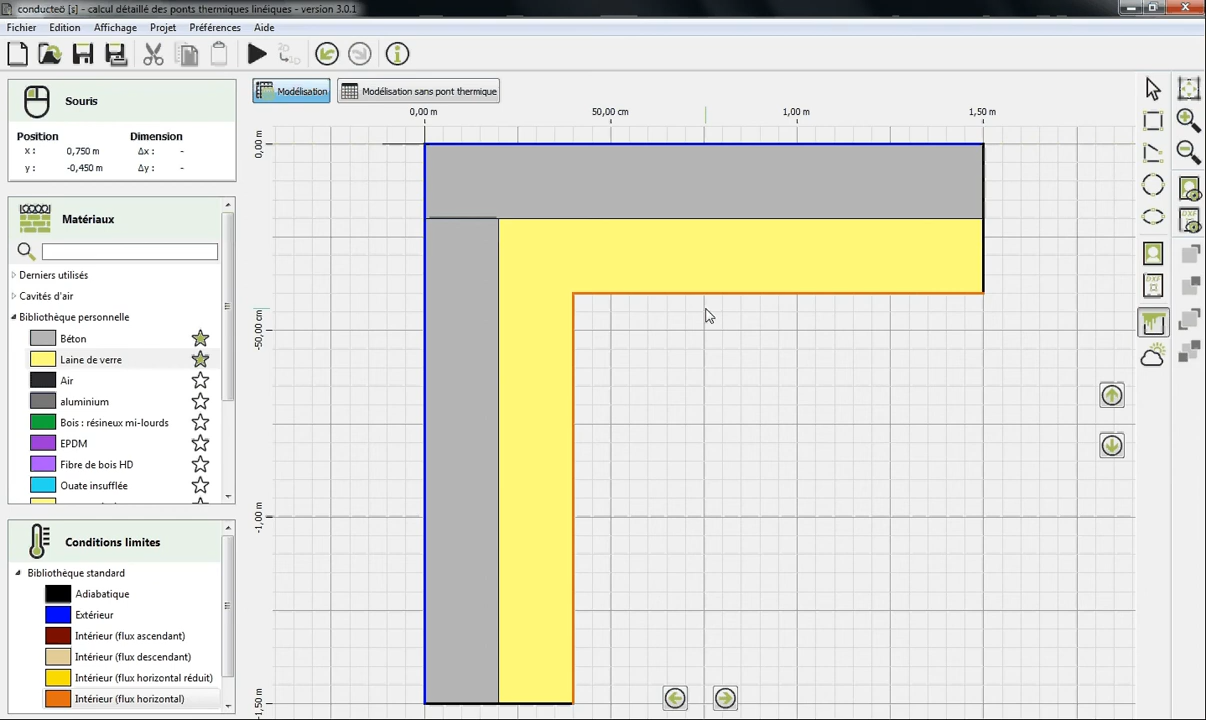 conducteö [s] - calcul détaillé des ponts thermiques linéiques - version 3.0.1
Fichier Edition Affichage Projet Préférences Aide
Souris
Position Dimension
x : 0,750 m Δx : -
y : -0,450 m Δy : -
Matériaux
Derniers utilisés
Cavités d'air
Bibliothèque personnelle
Béton
Laine de verre
Air
aluminium
Bois : résineux mi-lourds
EPDM
Fibre de bois HD
Ouate insufflée
Conditions limites
Bibliothèque standard
Adiabatique
Extérieur
Intérieur (flux ascendant)
Intérieur (flux descendant)
Intérieur (flux horizontal réduit)
Intérieur (flux horizontal)
Modélisation Modélisation sans pont thermique
0,00 m 50,00 cm 1,00 m 1,50 m
0,00 m
-50,00 cm
-1,00 m
-1,50 m
DXF
DXF